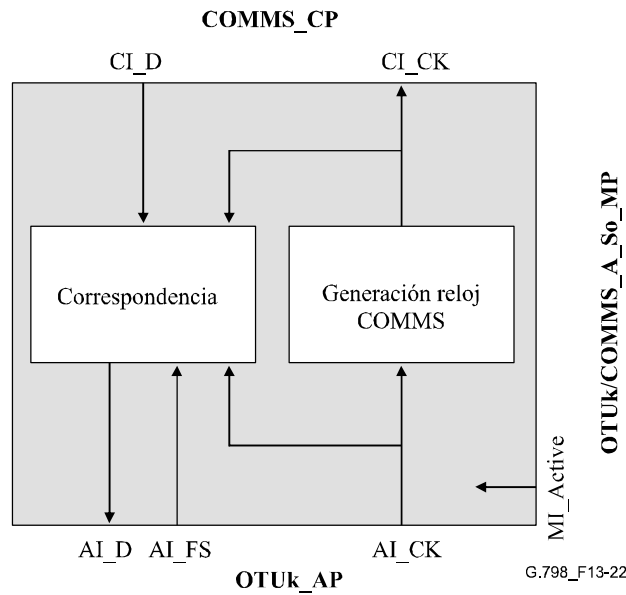 COMMS_CP
CI_D CI_CK
Correspondencia
Generación reloj
COMMS
OTUk/COMMS_A_So_MP
MI_Active
AI_D AI_FS AI_CK
OTUk_AP
G.798_F13-22